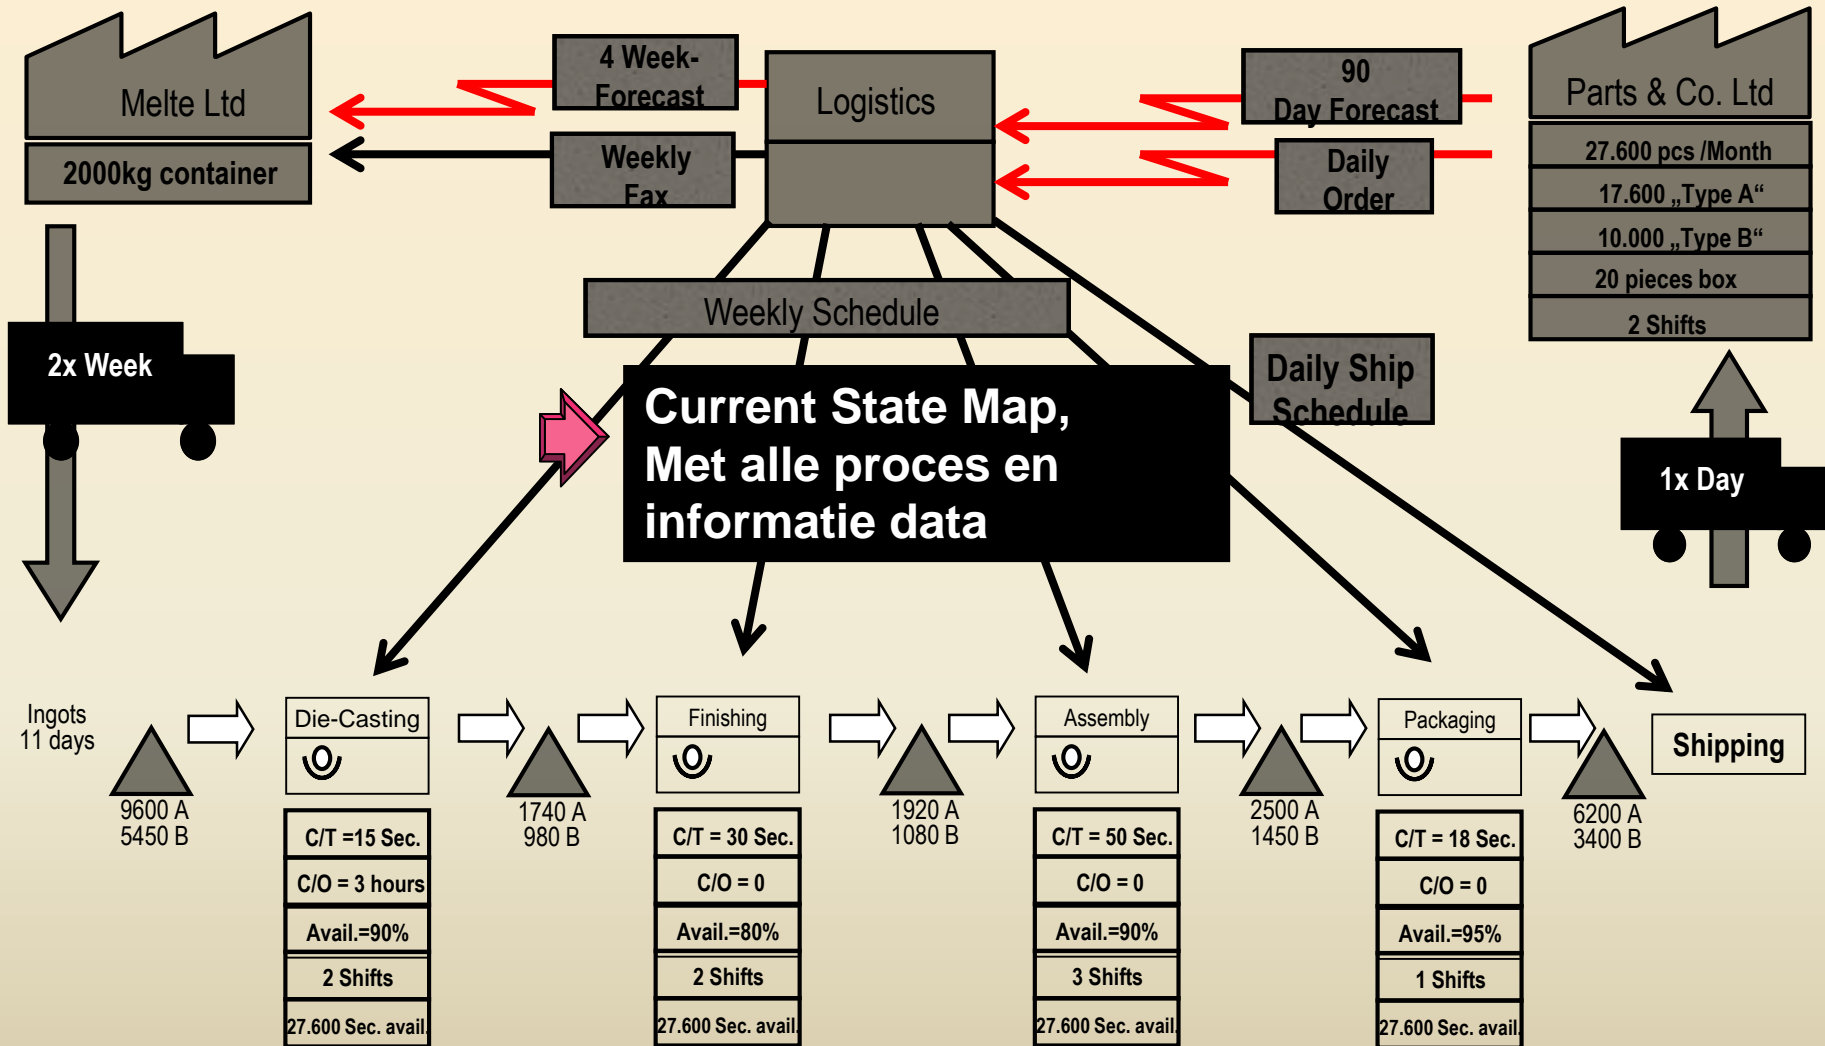 Melte Ltd
2000kg container
4 Week-
Forecast
Weekly
Fax
Logistics
90
Day Forecast
Daily
Order
Parts & Co. Ltd
27.600 pcs /Month
17.600 „Type A“
10.000 „Type B“
20 pieces box
2 Shifts
2x Week
Weekly Schedule
Daily Ship
Schedule
1x Day
Current State Map,
Met alle proces en
informatie data
Ingots
11 days
9600 A
5450 B
Die-Casting
C/T =15 Sec.
C/O = 3 hours
Avail.=90%
2 Shifts
27.600 Sec. avail.
1740 A
980 B
Finishing
C/T = 30 Sec.
C/O = 0
Avail.=80%
2 Shifts
27.600 Sec. avail.
1920 A
1080 B
Assembly
C/T = 50 Sec.
C/O = 0
Avail.=90%
3 Shifts
27.600 Sec. avail.
2500 A
1450 B
Packaging
C/T = 18 Sec.
C/O = 0
Avail.=95%
1 Shifts
27.600 Sec. avail.
6200 A
3400 B
Shipping